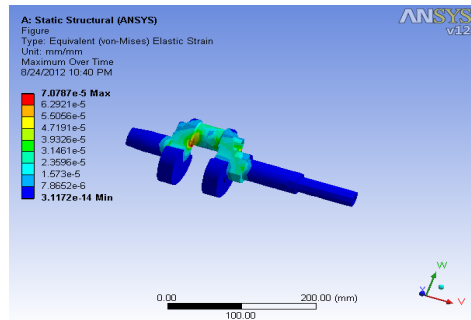 A: Static Structural (ANSYS)
Figure
Type: Equivalent (von-Mises) Elastic Strain
Unit: mm/mm
Maximum Over Time
8/24/2012 10:40 PM
7.0787e-5 Max
6.2921e-5
5.5056e-5
4.7191e-5
3.9326e-5
3.1461e-5
2.3596e-5
1.573e-5
7.8652e-6
3.1172e-14 Min
ANSYS
v12
W
X
V
0.00
200.00 (mm)
100.00